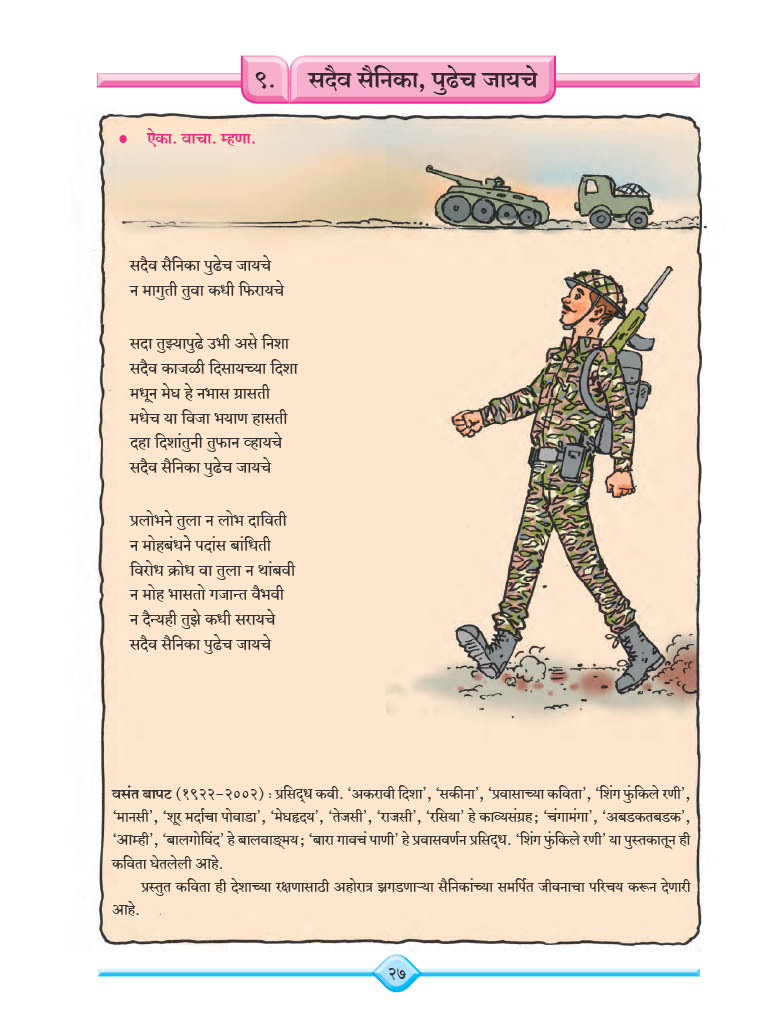 ९. सदैव सैनिका, पुढेच जायचे
• ऐका. वाचा. म्हणा.
सदैव सैनिका पुढेच जायचे
न मागुती तुवा कधी फिरायचे
सदा तुझ्यापुढे उभी असे निशा
सदैव काजळी दिसायच्या दिशा
मधून मेघ हे नभास ग्रासती
मधेच या विजा भयाण हासती
दहा दिशांतुनी तुफान व्हायचे
सदैव सैनिका पुढेच जायचे
प्रलोभने तुला न लोभ दाविती
न मोहबंधने पदांस बांधिती
विरोध क्रोध वा तुला न थांबवी
न मोह भासतो गजान्त वैभवी
न दैन्यही तुझे कधी सरायचे
सदैव सैनिका पुढेच जायचे
वसंत बापट (१९२२-२००२) : प्रसिद्ध कवी. ‘अकरावी दिशा’, ‘सकीना’, ‘प्रवासाच्या कविता’, ‘शिंग फुंकिले रणी’,
‘मानसी’, ‘शूर मर्दाचा पोवाडा’, ‘मेघहृदय’, ‘तेजसी’, ‘राजसी’, ‘रसिया’ हे काव्यसंग्रह; ‘चंगामंगा’, ‘अबडकतबडक’,
‘आम्ही’, ‘बालगोविंद’ हे बालवाङ्‌मय; ‘बारा गावचं पाणी’ हे प्रवासवर्णन प्रसिद्ध. ‘शिंग फुंकिले रणी’ या पुस्तकातून ही
कविता घेतलेली आहे.
प्रस्तुत कविता ही देशाच्या रक्षणासाठी अहोरात्र झगडणाऱ्या सैनिकांच्या समर्पित जीवनाचा परिचय करून देणारी
आहे.
२७